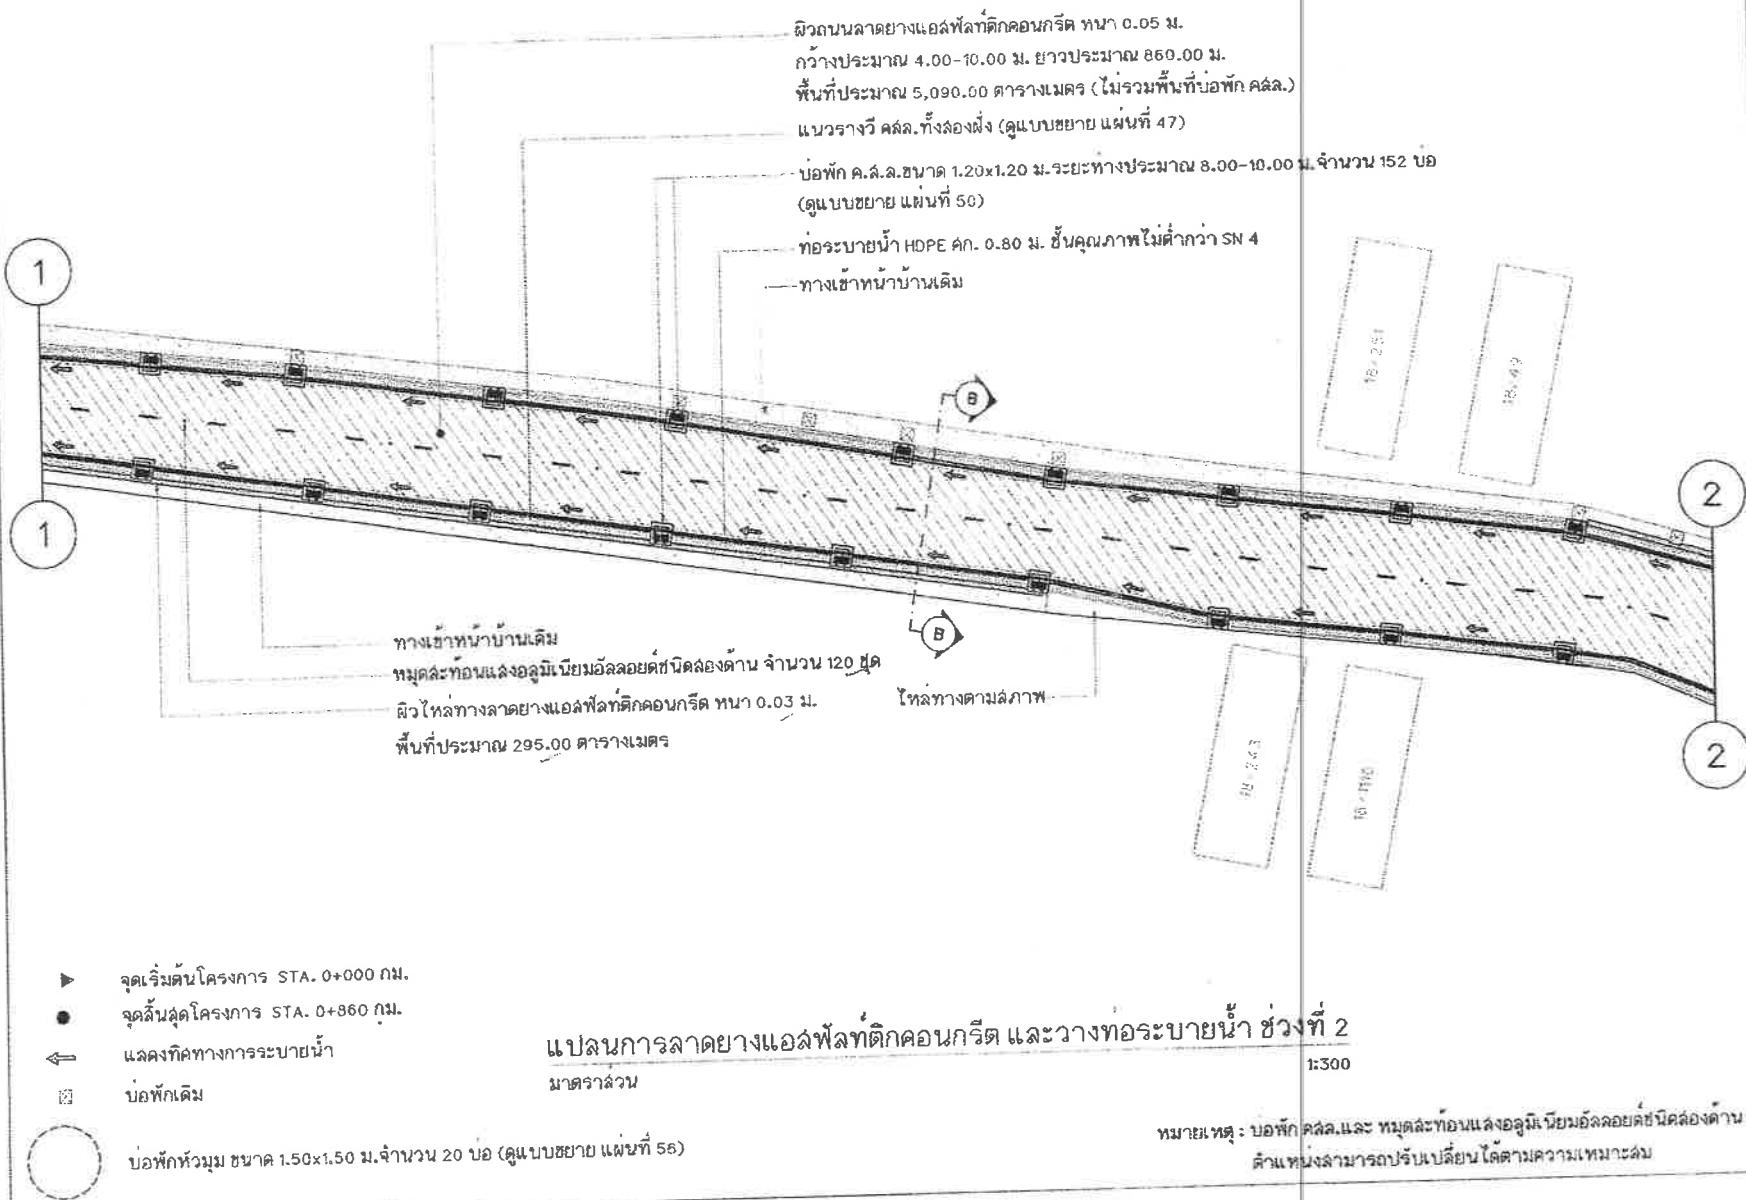 ผิวถนนลาดยางแอสฟัลท์ติกคอนกรีต หนา 0.05 ม.
กว้างประมาณ 4.00-10.00 ม. ยาวประมาณ 860.00 ม.
พื้นที่ประมาณ 5,090.00 ตารางเมตร (ไม่รวมพื้นที่บ่อพัก คสล.)
แนวรางวี คสล.ทั้งสองฝั่ง (ดูแบบขยาย แผ่นที่ 47)
บ่อพัก ค.ส.ล.ขนาด 1.20x1.20 ม.ระยะห่างประมาณ 8.00-10.00 ม.จำนวน 152 บ่อ
(ดูแบบขยาย แผ่นที่ 50)
ท่อระบายน้ำ HDPE ศก. 0.80 ม. ชั้นคุณภาพไม่ต่ำกว่า SN 4
ทางเข้าหน้าบ้านเดิม
1
1
B
B
2
2
18-49
ทางเข้าหน้าบ้านเดิม
หมุดสะท้อนแสงอลูมิเนียมอัลลอยด์ชนิดสองด้าน จำนวน 120 ชุด
ผิวไหล่ทางลาดยางแอสฟัลท์ติกคอนกรีต หนา 0.03 ม.
พื้นที่ประมาณ 295.00 ตารางเมตร
ไหล่ทางตามสภาพ
จุดเริ่มต้นโครงการ STA. 0+000 กม.
จุดสิ้นสุดโครงการ STA. 0+860 กม.
แสดงทิศทางการระบายน้ำ
บ่อพักเดิม
บ่อพักหัวมุม ขนาด 1.50x1.50 ม.จำนวน 20 บ่อ (ดูแบบขยาย แผ่นที่ 56)
แปลนการลาดยางแอสฟัลท์ติกคอนกรีต และวางท่อระบายน้ำ ช่วงที่ 2
มาตราส่วน 1:300
หมายเหตุ : บ่อพัก คสล.และ หมุดสะท้อนแสงอลูมิเนียมอัลลอยด์ชนิดสองด้าน
ตำแหน่งสามารถปรับเปลี่ยนได้ตามความเหมาะสม